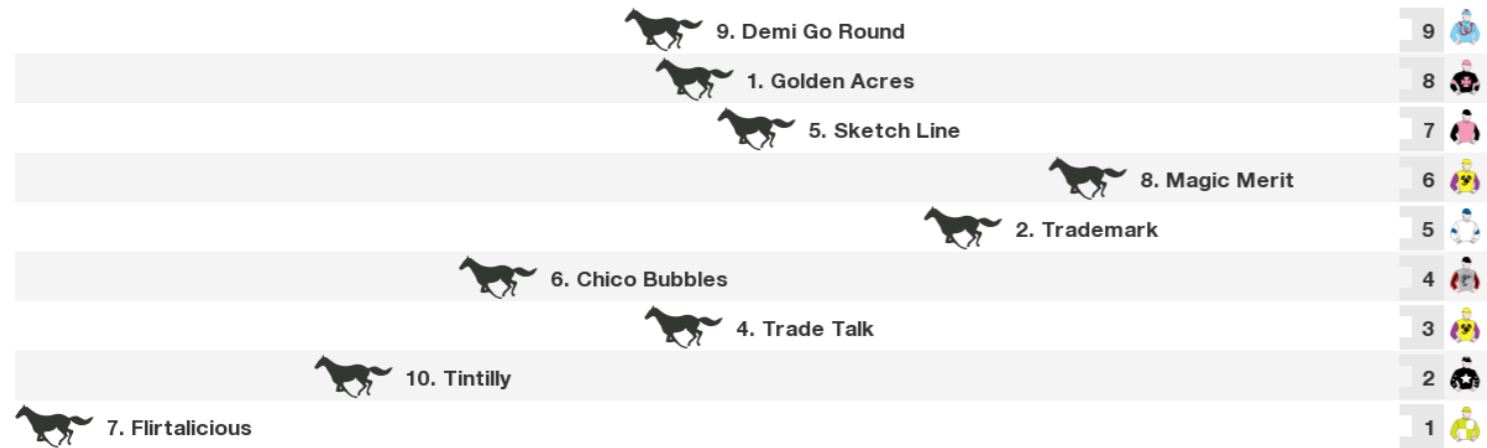 9. Demi Go Round 9
1. Golden Acres 8
5. Sketch Line 7
8. Magic Merit 6
2. Trademark 5
6. Chico Bubbles 4
4. Trade Talk 3
10. Tintilly 2
7. Flirtalicious 1